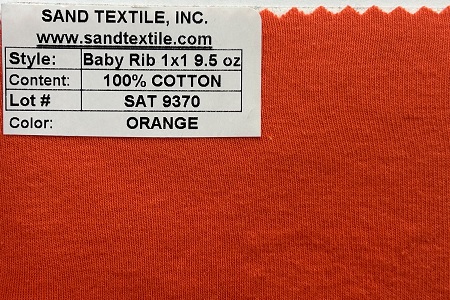 SAND TEXTILE, INC.
www.sandtextile.com
Style: Baby Rib 1x1 9.5 oz
Content: 100% COTTON
Lot # SAT 9370
Color: ORANGE